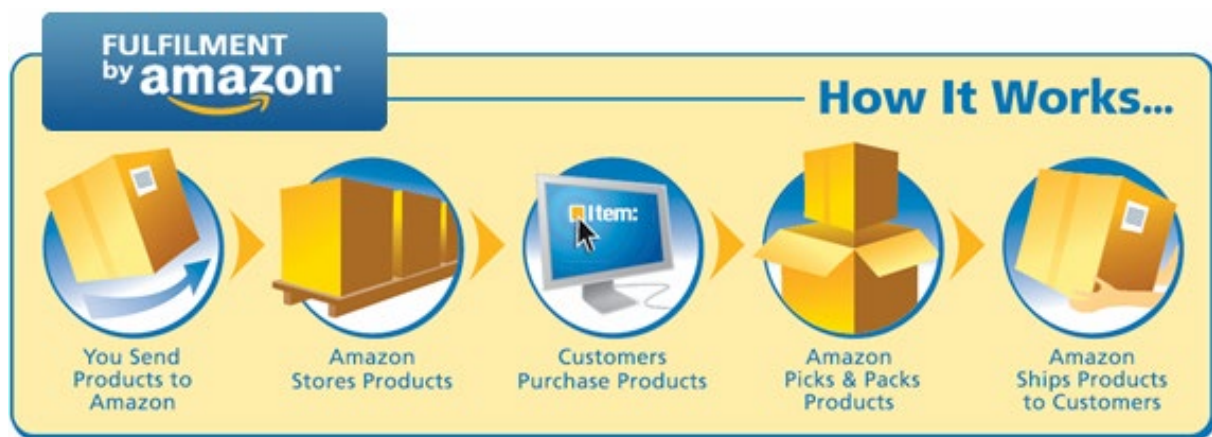 FULFILMENT
by amazon
How It Works...
Item:
You Send
Products to
Amazon
Amazon
Stores Products
Customers
Purchase Products
Amazon
Picks & Packs
Products
Amazon
Ships Products
to Customers